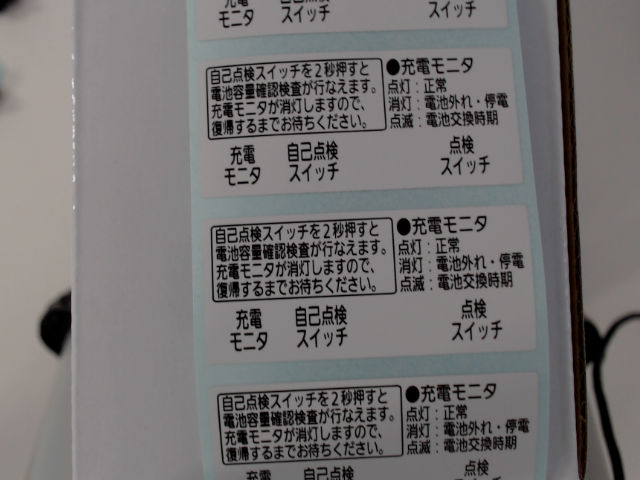 充電 自己点検 点検
モニタ スイッチ スイッチ
自己点検スイッチを2秒押すと
電池容量確認検査が行なえます。
充電モニタが消灯しますので、
復帰するまでお待ちください。
●充電モニタ
点灯：正常
消灯：電池外れ・停電
点滅：電池交換時期
充電 自己点検 点検
モニタ スイッチ スイッチ
自己点検スイッチを2秒押すと
電池容量確認検査が行なえます。
充電モニタが消灯しますので、
復帰するまでお待ちください。
●充電モニタ
点灯：正常
消灯：電池外れ・停電
点滅：電池交換時期
充電 自己点検 点検
モニタ スイッチ スイッチ
自己点検スイッチを2秒押すと
電池容量確認検査が行なえます。
充電モニタが消灯しますので、
復帰するまでお待ちください。
●充電モニタ
点灯：正常
消灯：電池外れ・停電
点滅：電池交換時期
充電 自己点検 点検